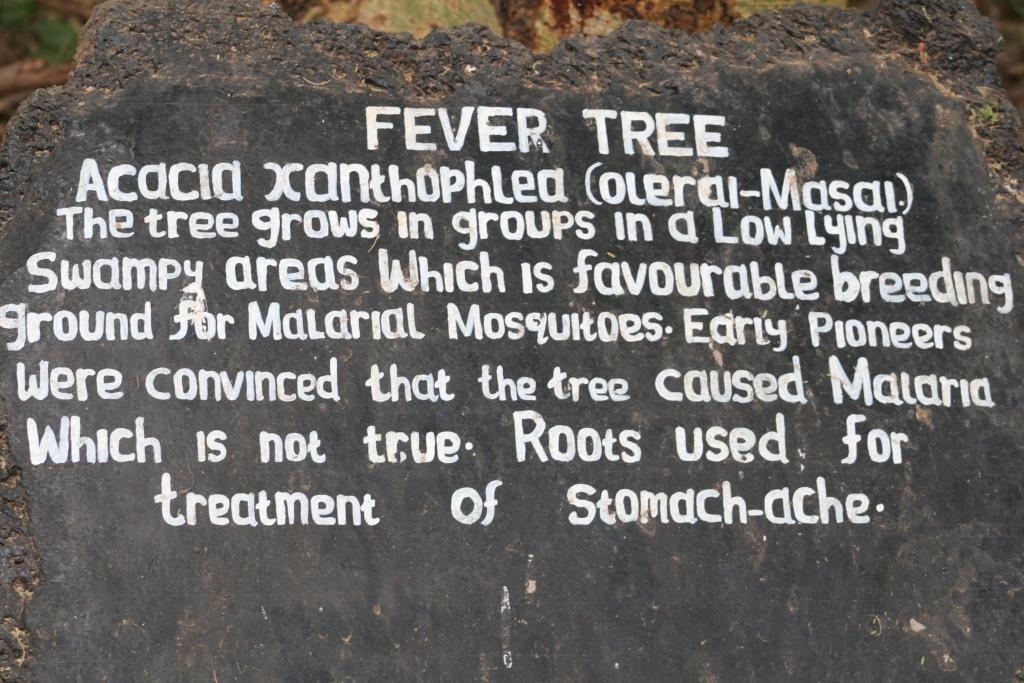 FEVER TREE
Acacia xanthophlea (olerai-Masai.)
The tree grows in groups in a Low Lying
Swampy areas Which is favourable breeding
ground for Malarial Mosquitoes. Early Pioneers
Were convinced that the tree caused Malaria
Which is not true. Roots used for
treatment of Stomach-ache.